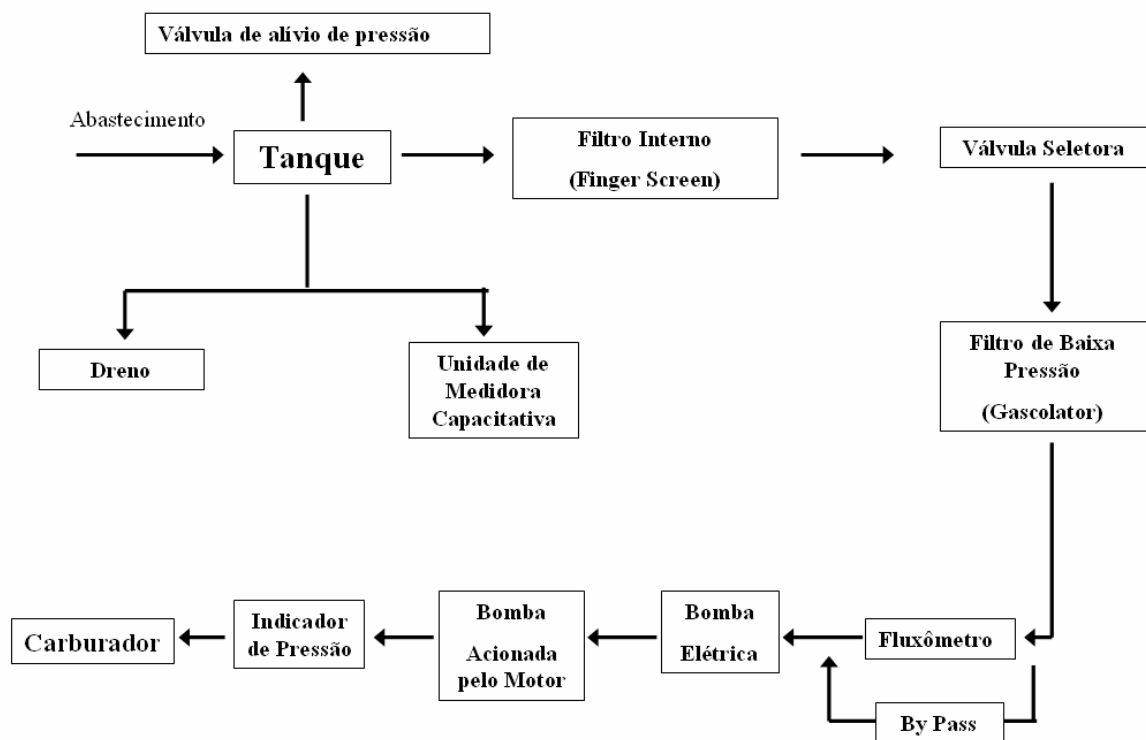 Válvula de alívio de pressão
Abastecimento
Tanque
Filtro Interno
(Finger Screen)
Válvula Seletora
Dreno
Unidade de
Medidora
Capacitativa
Filtro de Baixa
Pressão
(Gascolator)
Carburador
Indicador
de Pressão
Bomba
Acionada
pelo Motor
Bomba
Elétrica
Fluxômetro
By Pass